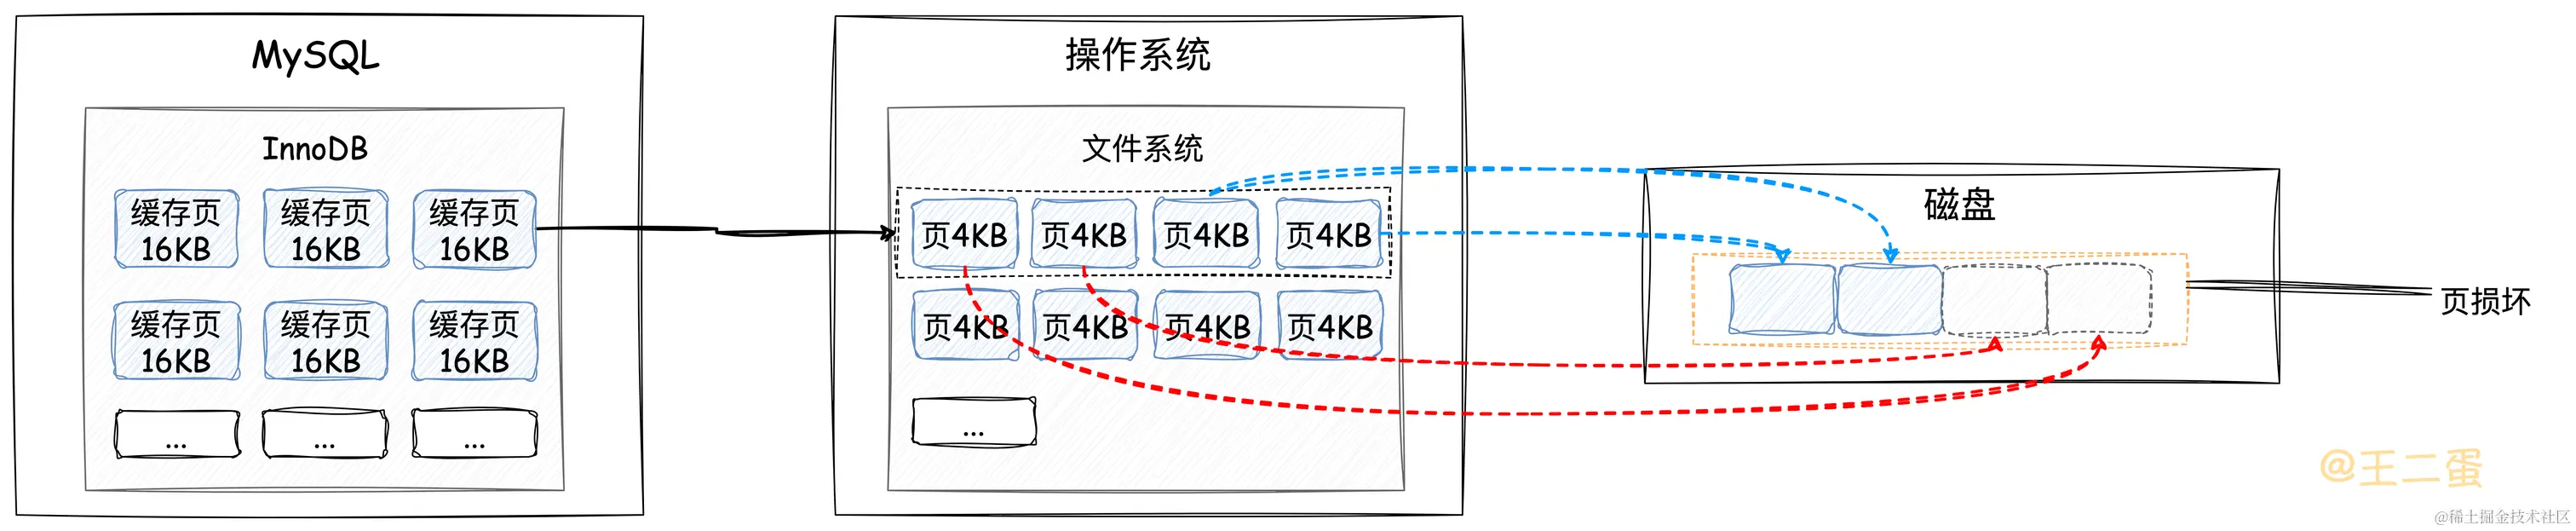 MySQL
InnoDB
缓存页
16KB
缓存页
16KB
缓存页
16KB
缓存页
16KB
缓存页
16KB
缓存页
16KB
...
...
...
操作系统
文件系统
页4KB
页4KB
页4KB
页4KB
页4KB
页4KB
页4KB
页4KB
...
磁盘
页损坏
@王二蛋
@稀土掘金技术社区